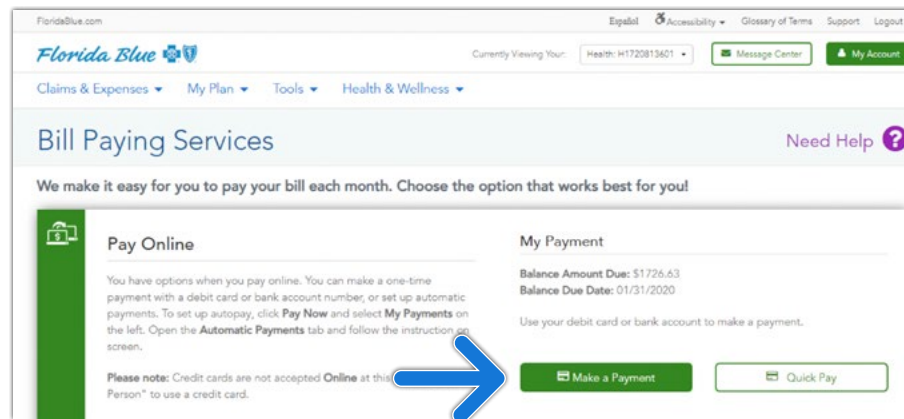 FloridaBlue.com Español Accessibility Glossary of Terms Support Logout
Florida Blue Currently Viewing Your: Health: H1720813601 Message Center My Account
Claims & Expenses My Plan Tools Health & Wellness
Bill Paying Services Need Help ?
We make it easy for you to pay your bill each month. Choose the option that works best for you!
Pay Online
You have options when you pay online. You can make a one-time
payment with a debit card or bank account number, or set up automatic
payments. To set up autopay, click Pay Now and select My Payments on
the left. Open the Automatic Payments tab and follow the instruction on
screen.
Please note: Credit cards are not accepted Online at this
Person" to use a credit card.
My Payment
Balance Amount Due: $1726.63
Balance Due Date: 01/31/2020
Use your debit card or bank account to make a payment.
Make a Payment Quick Pay